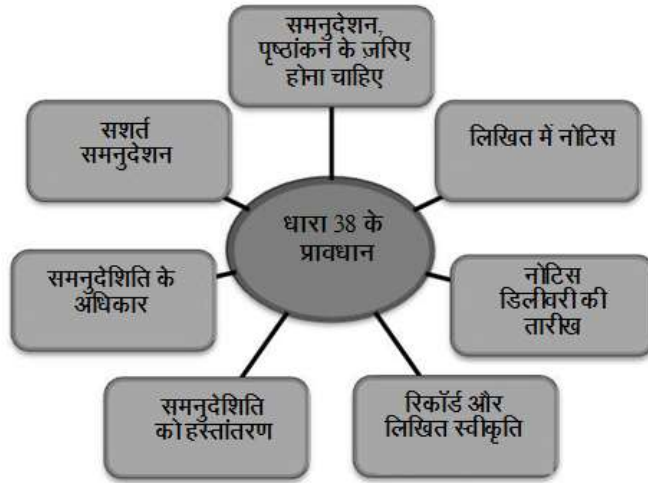 समनुदेशन,
पृष्ठांकन के ज़रिए
होना चाहिए
सशर्त
समनुदेशन
लिखित में नोटिस
धारा 38 के
प्रावधान
समनुदेशिति के
अधिकार
नोटिस
डिलीवरी की
तारीख
समनुदेशिति
को हस्तांतरण
रिकॉर्ड और
लिखित स्वीकृति